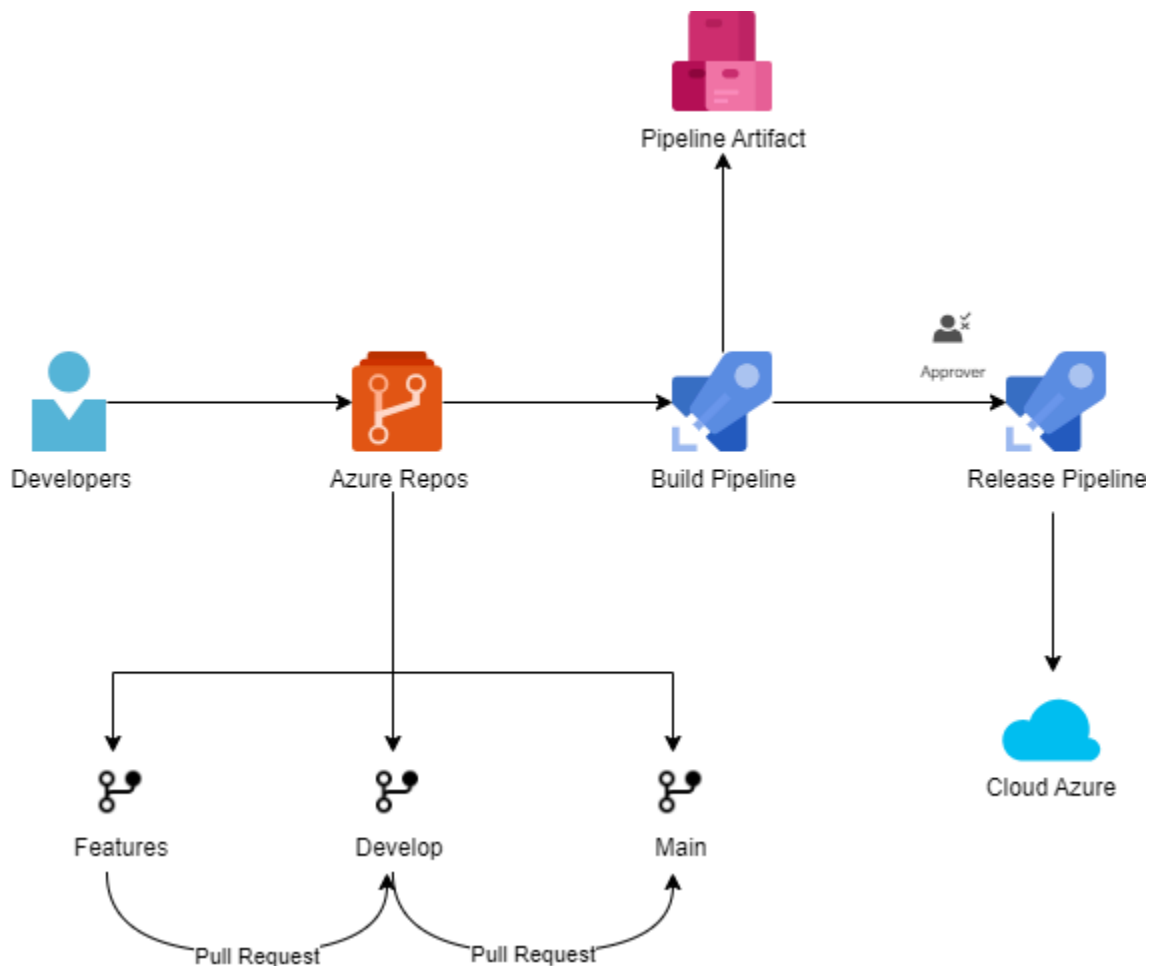 Pipeline Artifact
Approver
Developers
Azure Repos
Build Pipeline
Release Pipeline
Cloud Azure
Features
Develop
Main
Pull Request
Pull Request